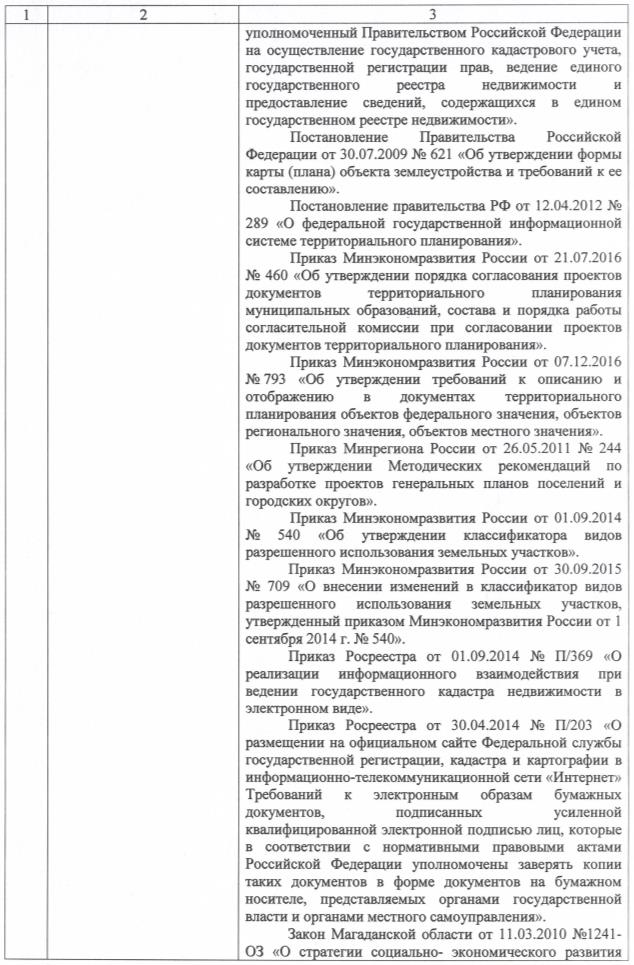 1 2 3
уполномоченный Правительством Российской Федерации
на осуществление государственного кадастрового учета,
государственной регистрации прав, ведение единого
государственного реестра недвижимости и
предоставление сведений, содержащихся в едином
государственном реестре недвижимости».
Постановление Правительства Российской
Федерации от 30.07.2009 № 621 «Об утверждении формы
карты (плана) объекта землеустройства и требований к ее
составлению».
Постановление правительства РФ от 12.04.2012 №
289 «О федеральной государственной информационной
системе территориального планирования».
Приказ Минэкономразвития России от 21.07.2016
№ 460 «Об утверждении порядка согласования проектов
документов территориального планирования
муниципальных образований, состава и порядка работы
согласительной комиссии при согласовании проектов
документов территориального планирования».
Приказ Минэкономразвития России от 07.12.2016
№ 793 «Об утверждении требований к описанию и
отображению в документах территориального
планирования объектов федерального значения, объектов
регионального значения, объектов местного значения».
Приказ Минрегиона России от 26.05.2011 № 244
«Об утверждении Методических рекомендаций по
разработке проектов генеральных планов поселений и
городских округов».
Приказ Минэкономразвития России от 01.09.2014
№ 540 «Об утверждении классификатора видов
разрешенного использования земельных участков».
Приказ Минэкономразвития России от 30.09.2015
№ 709 «О внесении изменений в классификатор видов
разрешенного использования земельных участков,
утвержденный приказом Минэкономразвития России от 1
сентября 2014 г. № 540».
Приказ Росреестра от 01.09.2014 № П/369 «О
реализации информационного взаимодействия при
ведении государственного кадастра недвижимости в
электронном виде».
Приказ Росреестра от 30.04.2014 № П/203 «О
размещении на официальном сайте Федеральной службы
государственной регистрации, кадастра и картографии в
информационно-телекоммуникационной сети «Интернет»
Требований к электронным образам бумажных
документов, подписанных усиленной
квалифицированной электронной подписью лиц, которые
в соответствии с нормативными правовыми актами
Российской Федерации уполномочены заверять копии
таких документов в форме документов на бумажном
носителе, представляемых органами государственной
власти и органами местного самоуправления».
Закон Магаданской области от 11.03.2010 №1241-
ОЗ «О стратегии социально- экономического развития